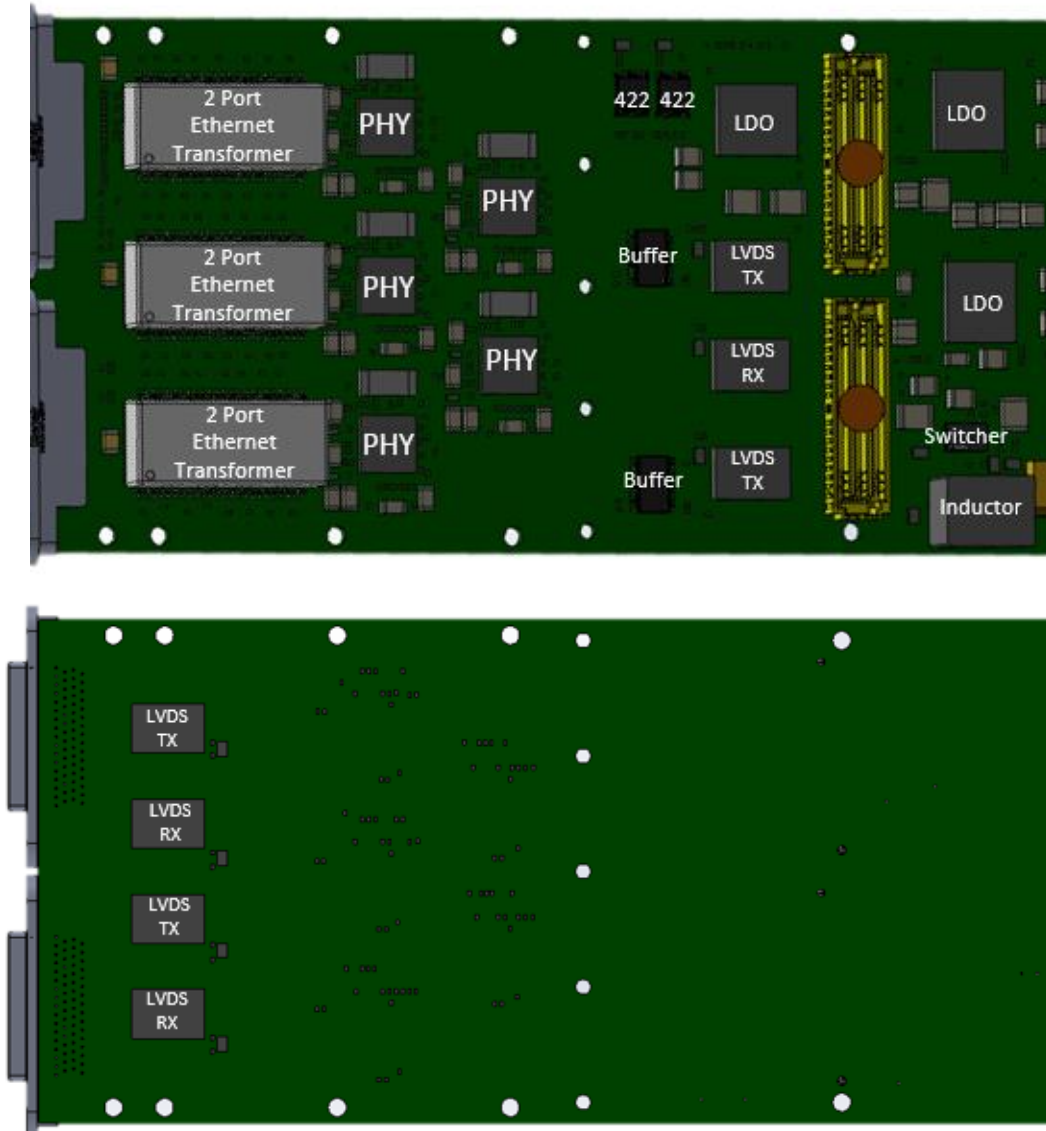 2 Port
Ethernet
Transformer
PHY
PHY
422 422
LDO
LDO
2 Port
Ethernet
Transformer
PHY
PHY
Buffer
LVDS
TX
LDO
LVDS
RX
2 Port
Ethernet
Transformer
PHY
Buffer
LVDS
TX
Switcher
Inductor
LVDS
TX
LVDS
RX
LVDS
TX
LVDS
RX